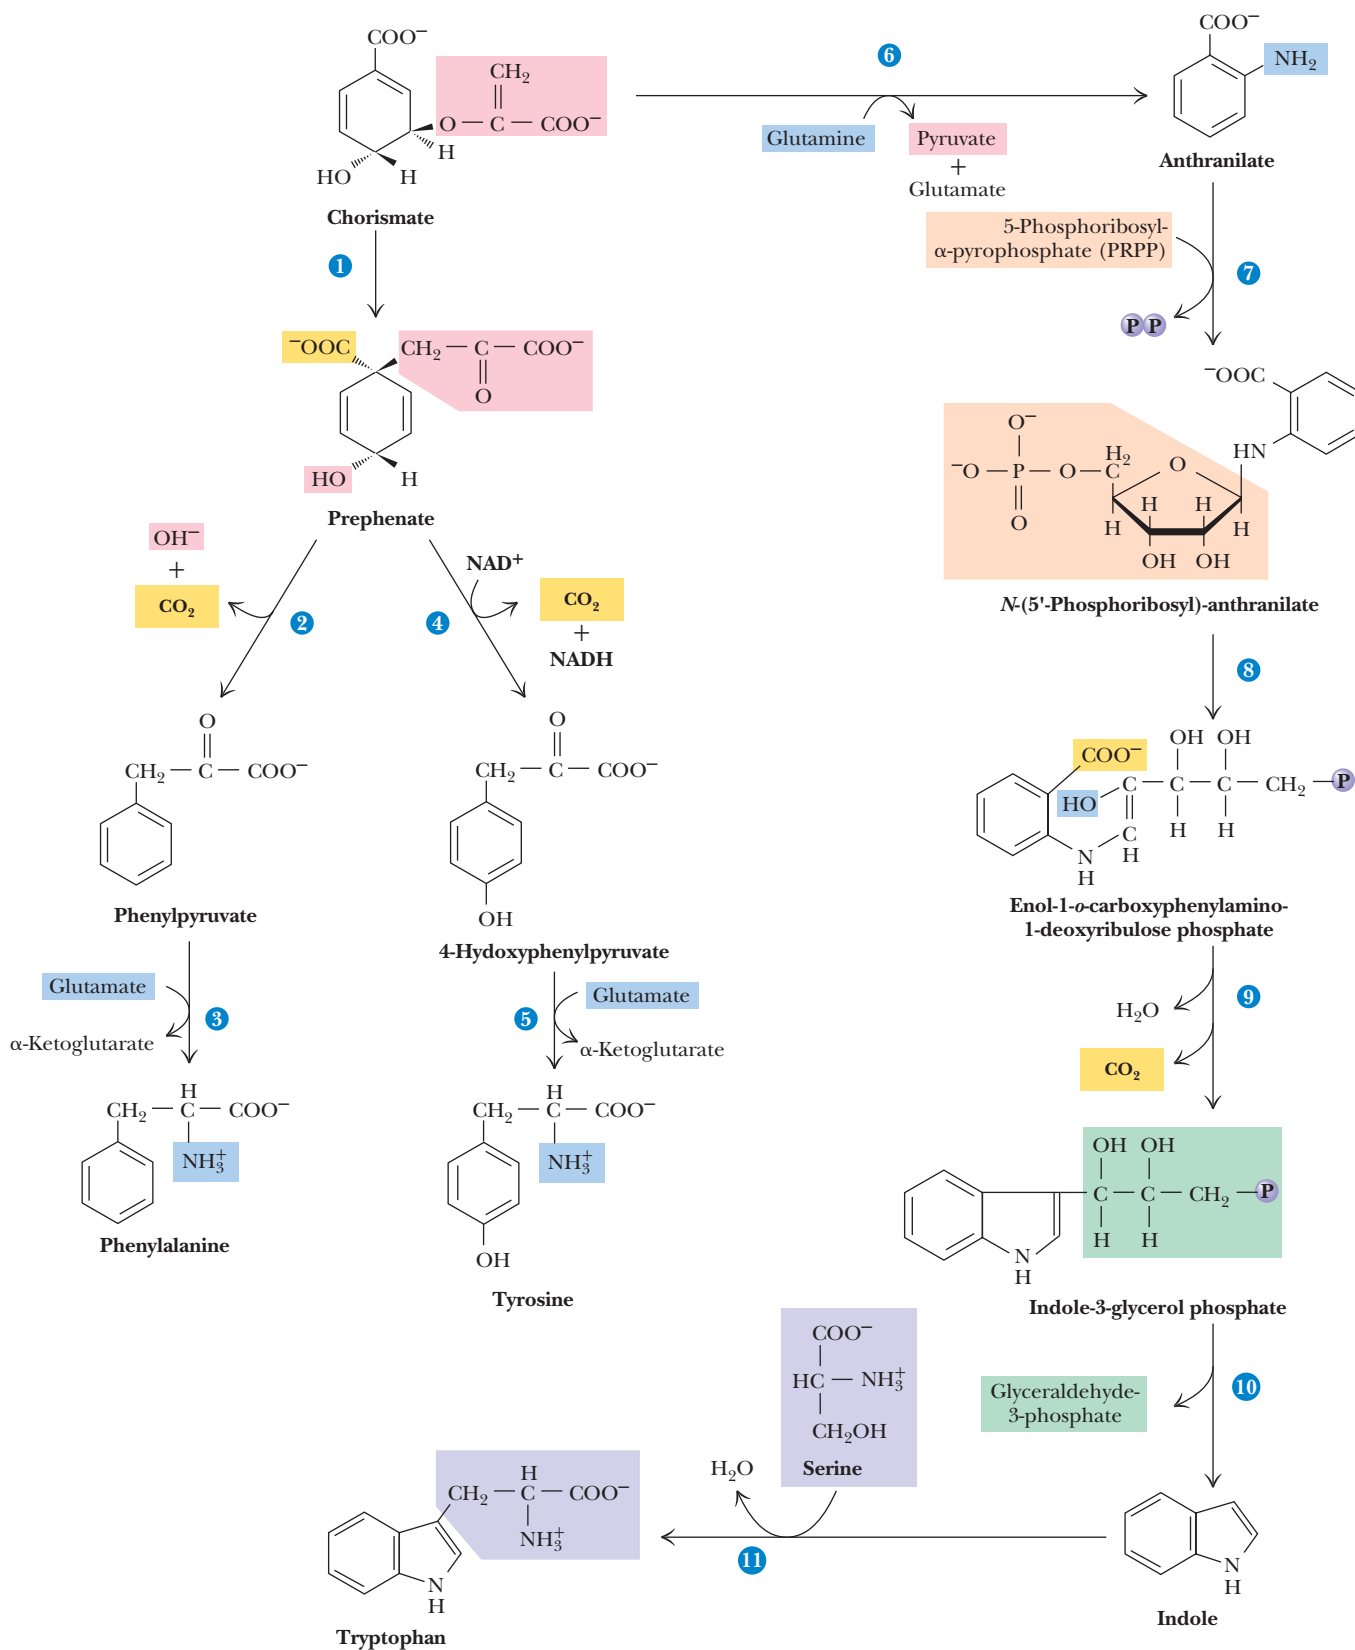 COO⁻
CH₂
O — C — COO⁻
H
HO H
Chorismate
6
Glutamine
Pyruvate
+
Glutamate
COO⁻
NH₂
Anthranilate
1
5-Phosphoribosyl-
α-pyrophosphate (PRPP)
7
P P
⁻OOC CH₂ — C — COO⁻
O
HO H
Prephenate
⁻OOC
HN
O⁻
⁻O — P — O — CH₂ O
O
H H H H
OH OH
N-(5'-Phosphoribosyl)-anthranilate
OH⁻
+
CO₂
2
NAD⁺
4
CO₂
+
NADH
8
O
CH₂ — C — COO⁻
Phenylpyruvate
O
CH₂ — C — COO⁻
OH
4-Hydoxyphenylpyruvate
COO⁻ OH OH
HO C — C — C — CH₂ — P
C H H
N H
H
Enol-1-o-carboxyphenylamino-
1-deoxyribulose phosphate
Glutamate
3
α-Ketoglutarate
5
Glutamate
α-Ketoglutarate
H₂O
9
CO₂
H
CH₂ — C — COO⁻
NH₃⁺
Phenylalanine
H
CH₂ — C — COO⁻
NH₃⁺
OH
Tyrosine
OH OH
C — C — CH₂ — P
H H
N
H
Indole-3-glycerol phosphate
Glyceraldehyde-
3-phosphate
10
COO⁻
HC — NH₃⁺
CH₂OH
Serine
H₂O
11
H
CH₂ — C — COO⁻
NH₃⁺
N
H
Tryptophan
N
H
Indole